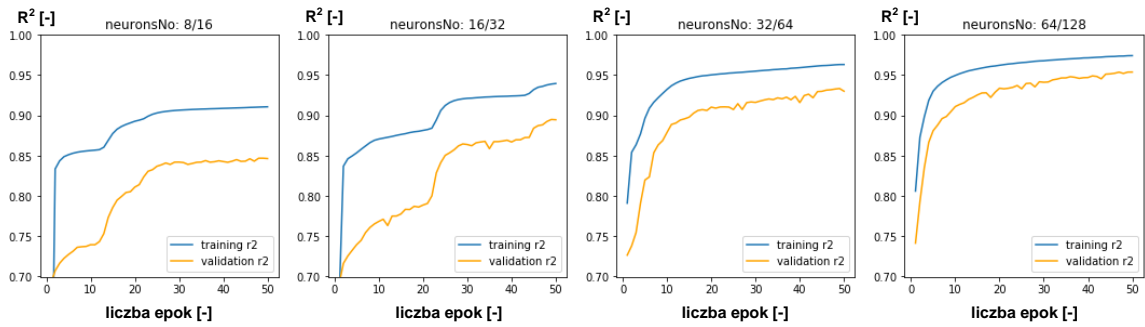 R² [-]
neuronsNo: 8/16
1.00
0.95
0.90
0.85
0.80
0.75
0.70
0
10
20
30
40
50
training r2
validation r2
liczba epok [-]
R² [-]
neuronsNo: 16/32
1.00
0.95
0.90
0.85
0.80
0.75
0.70
0
10
20
30
40
50
training r2
validation r2
liczba epok [-]
R² [-]
neuronsNo: 32/64
1.00
0.95
0.90
0.85
0.80
0.75
0.70
0
10
20
30
40
50
training r2
validation r2
liczba epok [-]
R² [-]
neuronsNo: 64/128
1.00
0.95
0.90
0.85
0.80
0.75
0.70
0
10
20
30
40
50
training r2
validation r2
liczba epok [-]